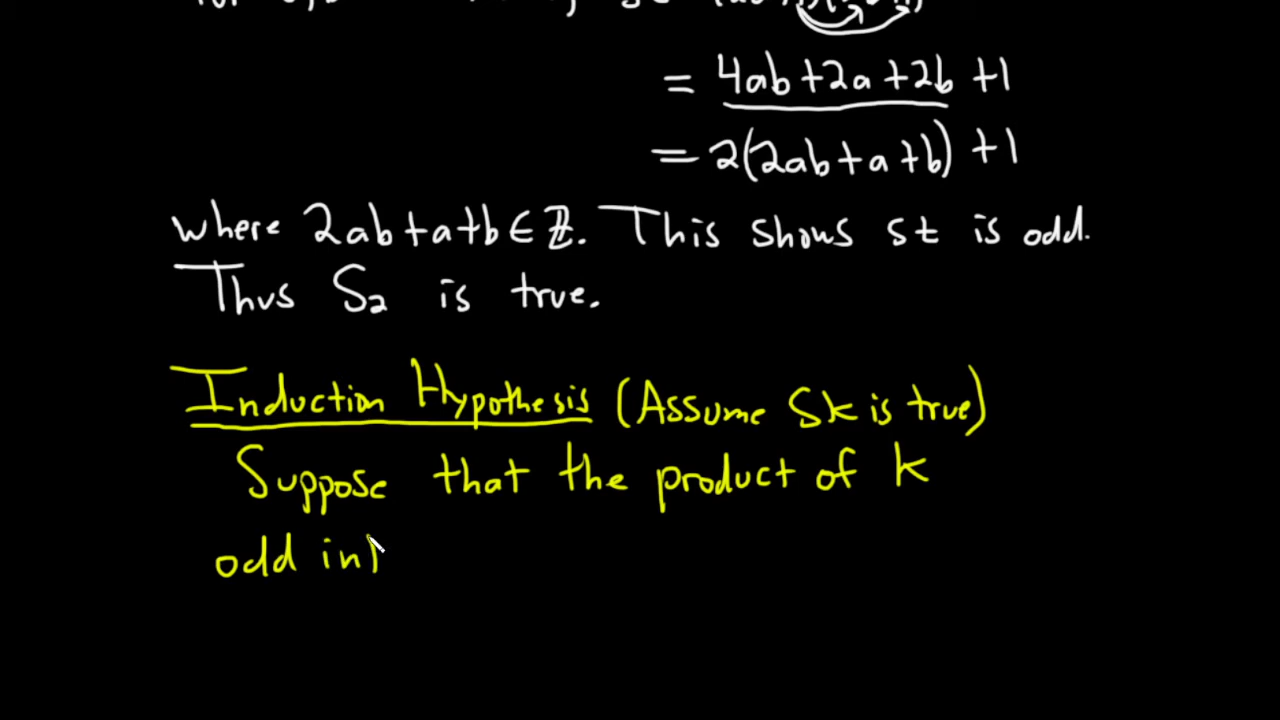 = 4ab+2a+2b +1
= 2(2ab+a+b) +1
where 2ab+a+b ∈ ℤ. This shows st is odd.
Thus S₂ is true.
Induction Hypothesis (Assume Sk is true)
Suppose that the product of k
odd in